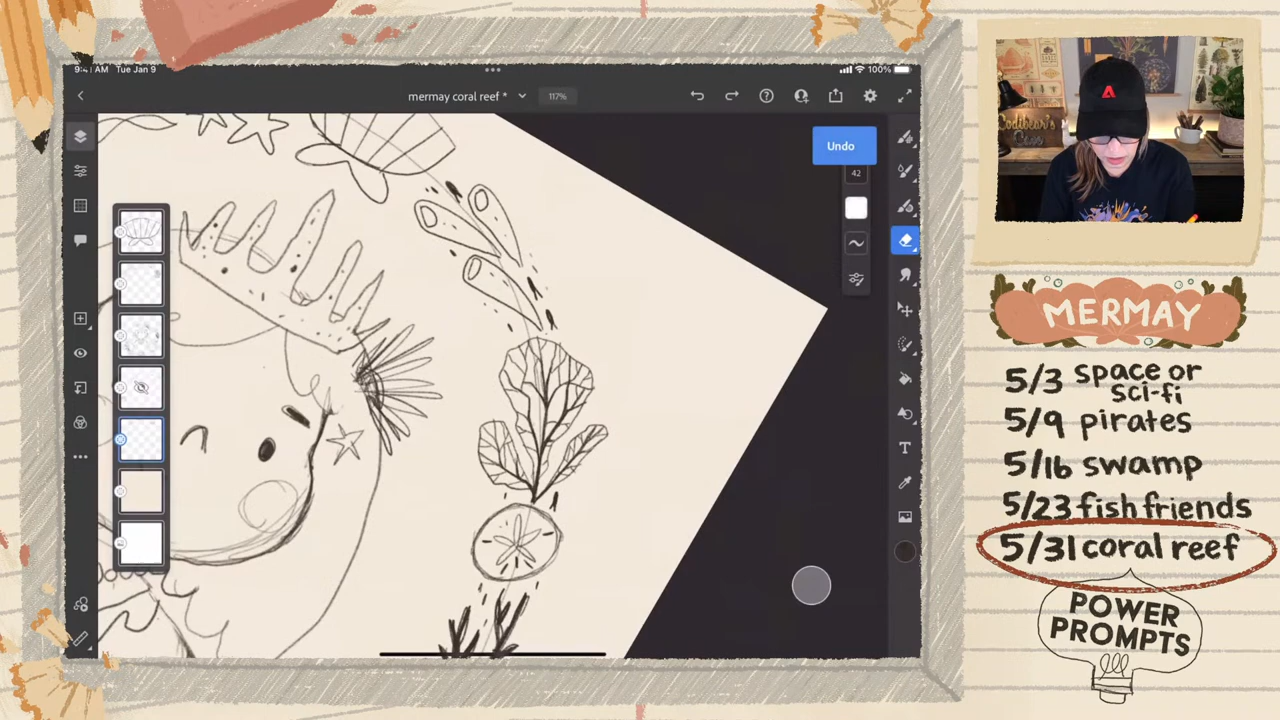 9:41 AM Tue Jan 9
100%
mermay coral reef *
117%
Undo
42
T
MERMAY
5/3 space or
sci-fi
5/9 pirates
5/16 swamp
5/23 fish friends
5/31 coral reef
POWER
PROMPTS